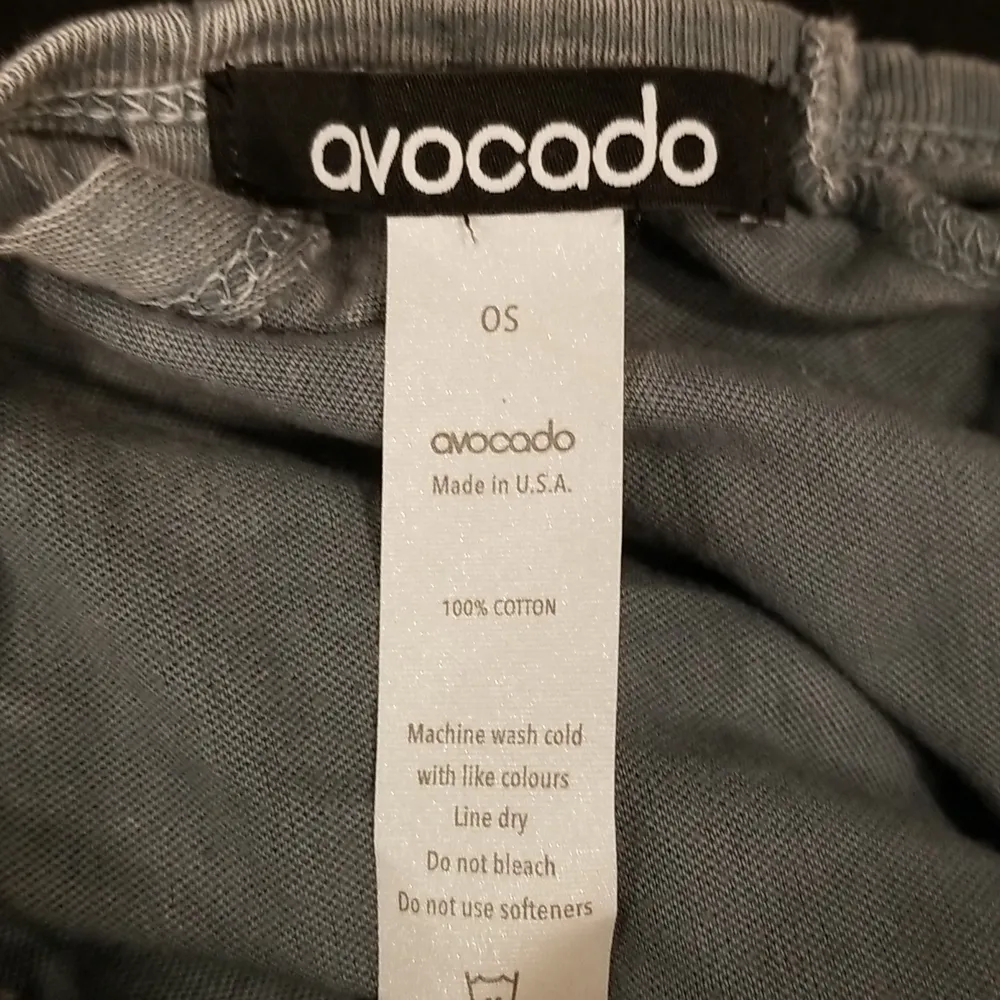 avocado
OS
avocado
Made in U.S.A.
100% COTTON
Machine wash cold
with like colours
Line dry
Do not bleach
Do not use softeners